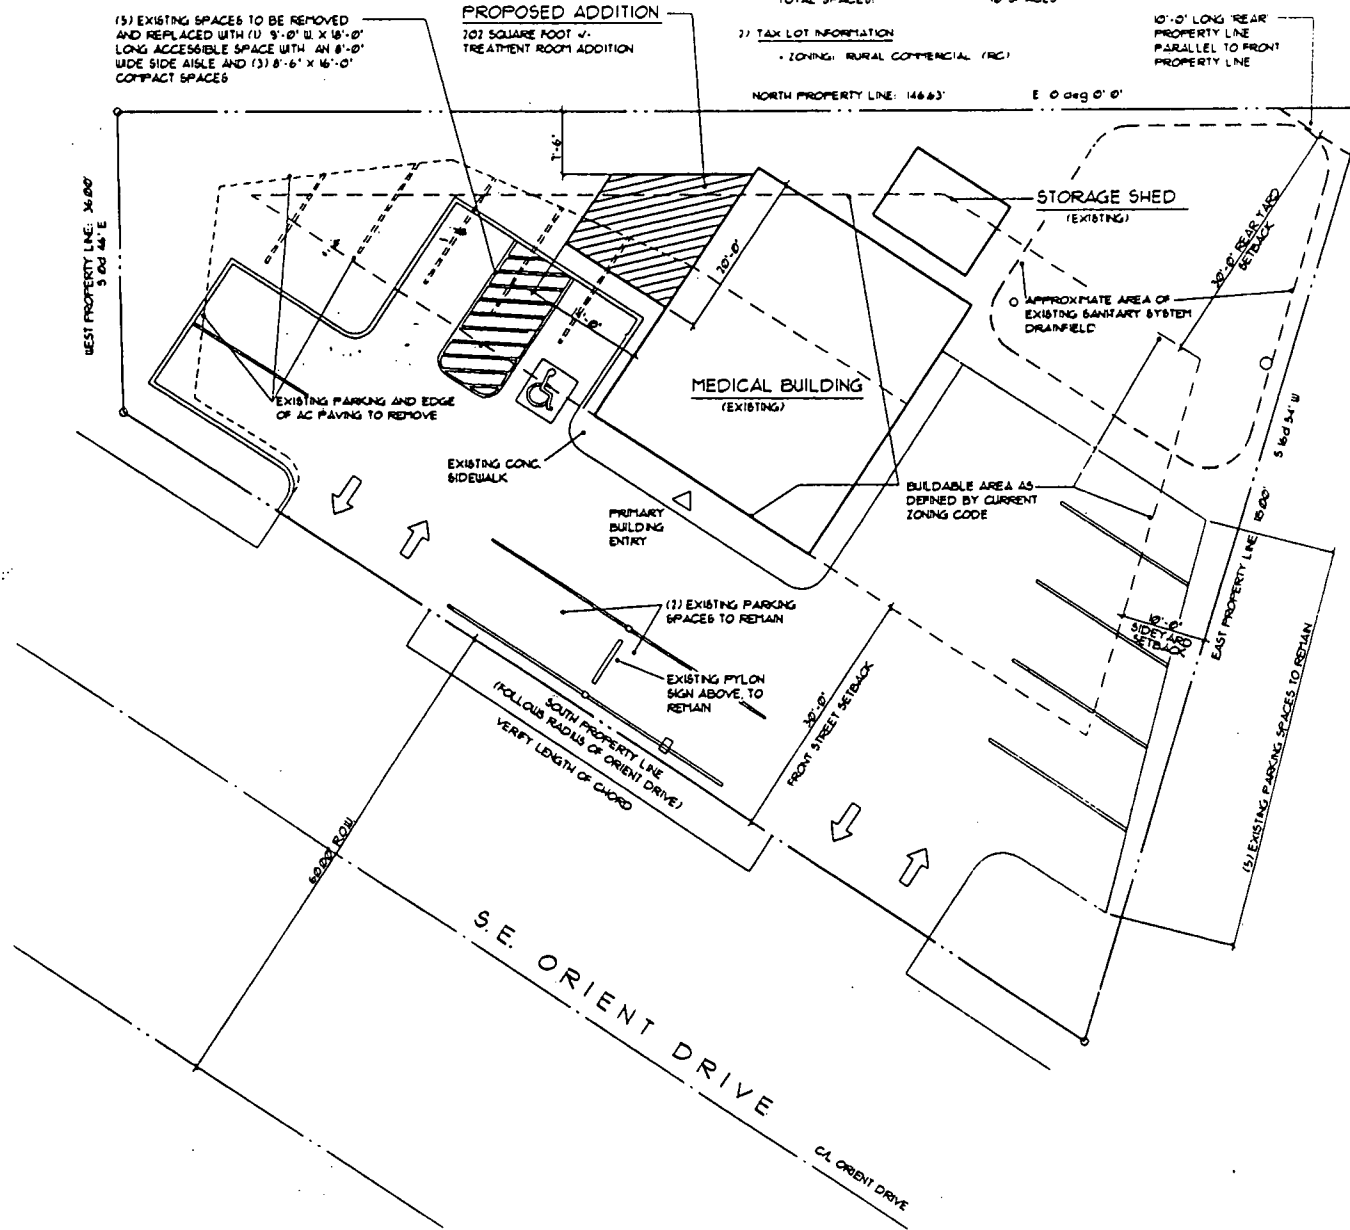 (5) EXISTING SPACES TO BE REMOVED
AND REPLACED WITH (1) 9'-0" W. X 18'-0"
LONG ACCESSIBLE SPACE WITH AN 8'-0"
WIDE SIDE AISLE AND (3) 8'-6" X 16'-0"
COMPACT SPACES
PROPOSED ADDITION
202 SQUARE FOOT +/-
TREATMENT ROOM ADDITION
TOTAL SPACES:
SPACES
2) TAX LOT INFORMATION
• ZONING: RURAL COMMERCIAL (RC)
10'-0" LONG 'REAR'
PROPERTY LINE
PARALLEL TO FRONT
PROPERTY LINE
NORTH PROPERTY LINE: 146.63'
E 0 deg 0' 0"
7'-6"
WEST PROPERTY LINE: 36.00'
S 0d 46' E
20'-0"
STORAGE SHED
(EXISTING)
30'-0" REAR YARD
SETBACK
APPROXIMATE AREA OF
EXISTING SANITARY SYSTEM
DRAINFIELD
MEDICAL BUILDING
(EXISTING)
EXISTING PARKING AND EDGE
OF AC PAVING TO REMOVE
EXISTING CONC.
SIDEWALK
PRIMARY
BUILDING
ENTRY
BUILDABLE AREA AS
DEFINED BY CURRENT
ZONING CODE
S 16d 54' W
EAST PROPERTY LINE
10'-0"
SIDEYARD
SETBACK
(2) EXISTING PARKING
SPACES TO REMAIN
EXISTING PYLON
SIGN ABOVE, TO
REMAIN
SOUTH PROPERTY LINE
(FOLLOWS RADIUS OF ORIENT DRIVE)
VERIFY LENGTH OF CHORD
30'-0"
FRONT STREET SETBACK
(5) EXISTING PARKING SPACES TO REMAIN
60.00' R.O.W.
S.E. ORIENT DRIVE
C/L ORIENT DRIVE